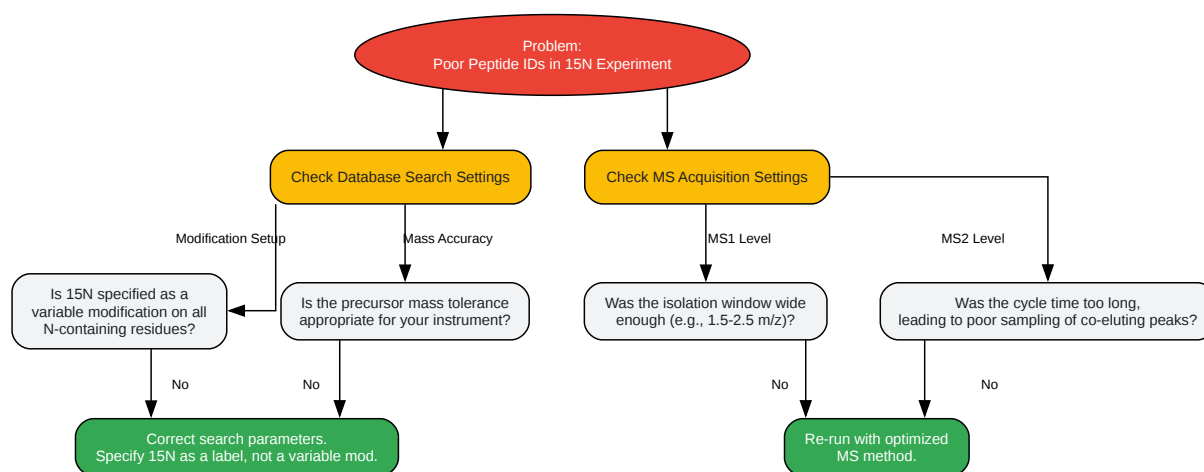 Problem:
Poor Peptide IDs in 15N Experiment
Check Database Search Settings
Check MS Acquisition Settings
Modification Setup
Mass Accuracy
MS1 Level
MS2 Level
Is 15N specified as a
variable modification on all
N-containing residues?
Is the precursor mass tolerance
appropriate for your instrument?
Was the isolation window wide
enough (e.g., 1.5-2.5 m/z)?
Was the cycle time too long,
leading to poor sampling of co-eluting peaks?
No
No
No
No
Correct search parameters.
Specify 15N as a label, not a variable mod.
Re-run with optimized
MS method.